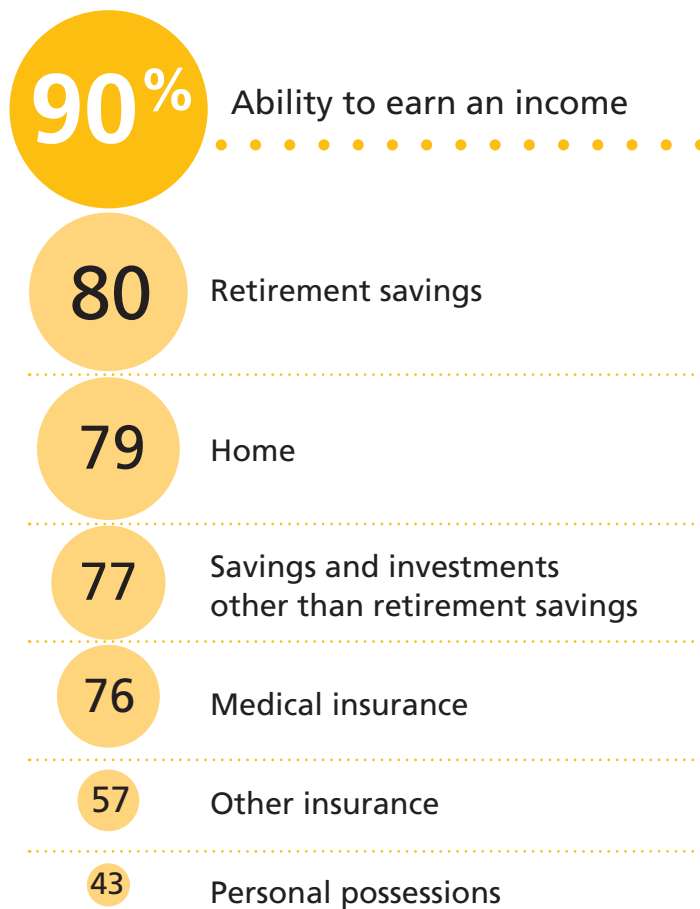 90% Ability to earn an income
80 Retirement savings
79 Home
77 Savings and investments
other than retirement savings
76 Medical insurance
57 Other insurance
43 Personal possessions